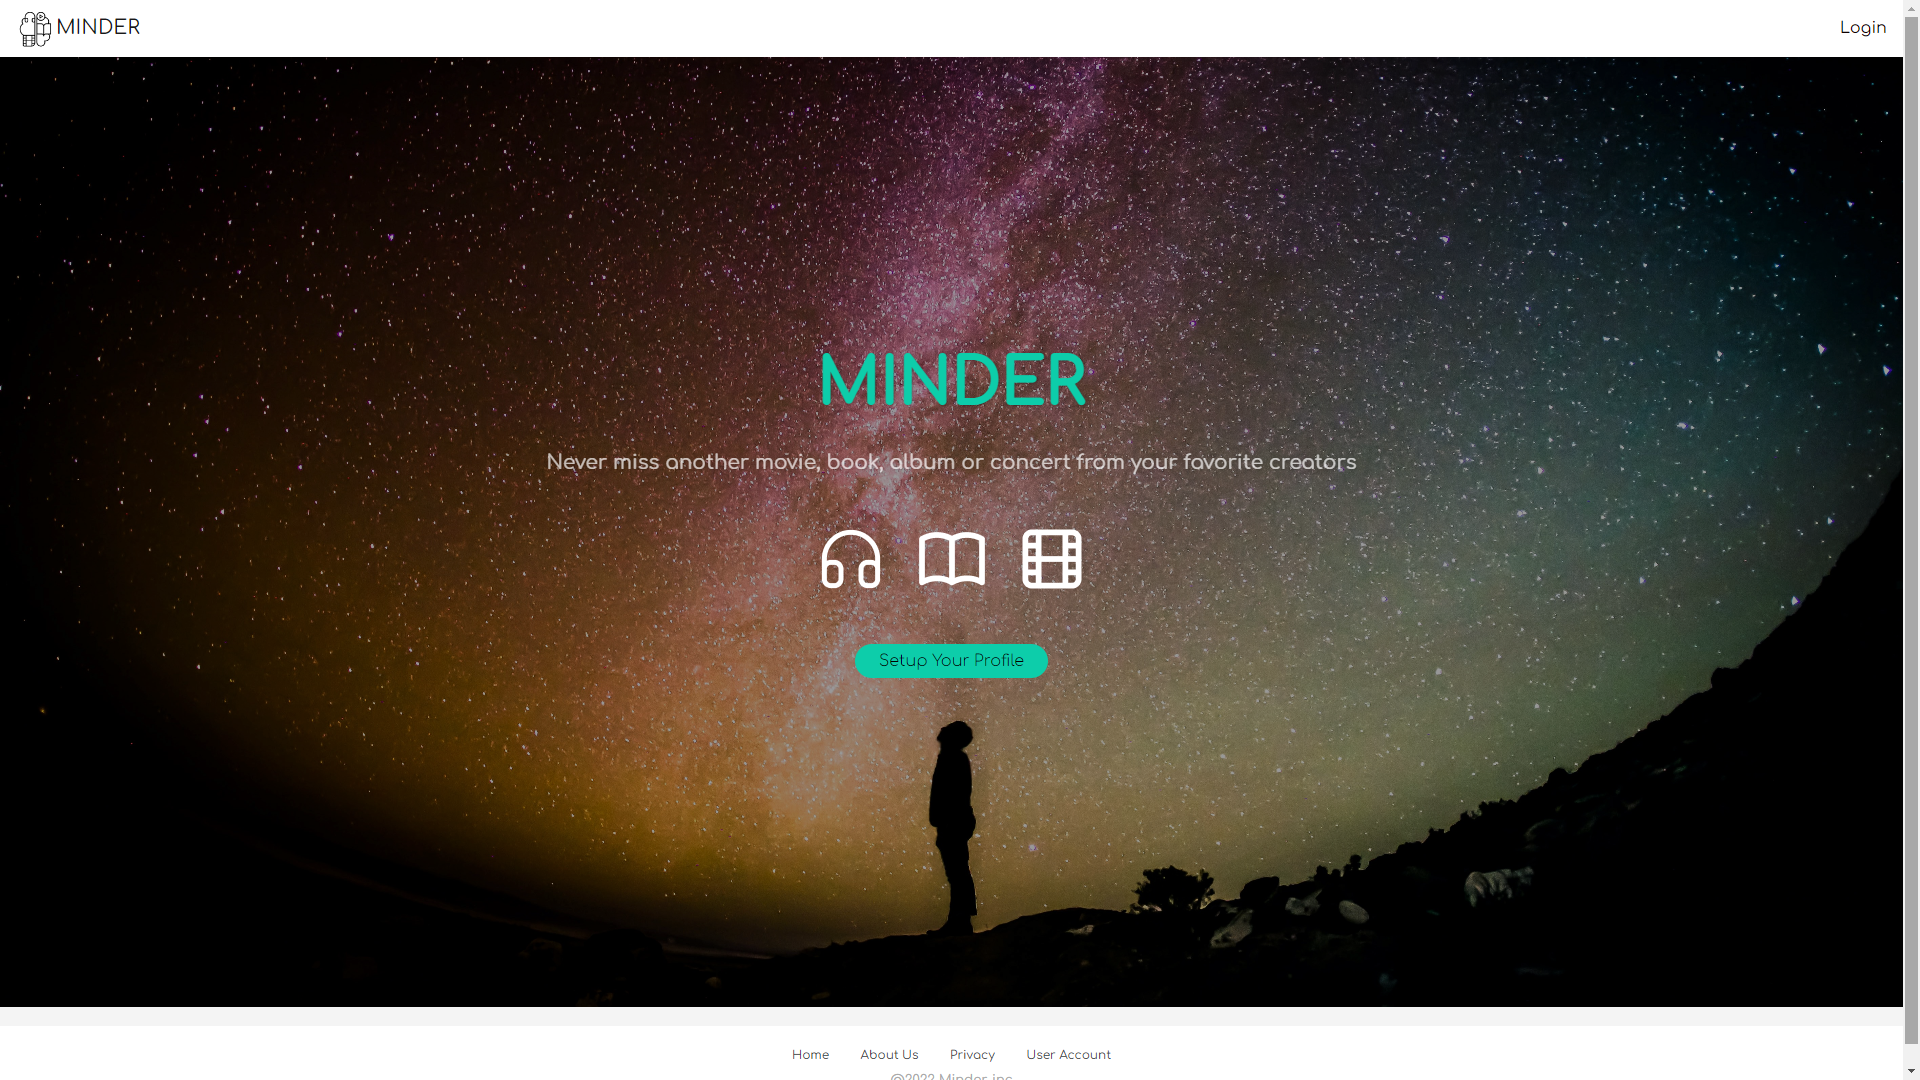 MINDER
Login
MINDER
Never miss another movie, book, album or concert from your favorite creators
Setup Your Profile
Home About Us Privacy User Account
@2022 Minder inc